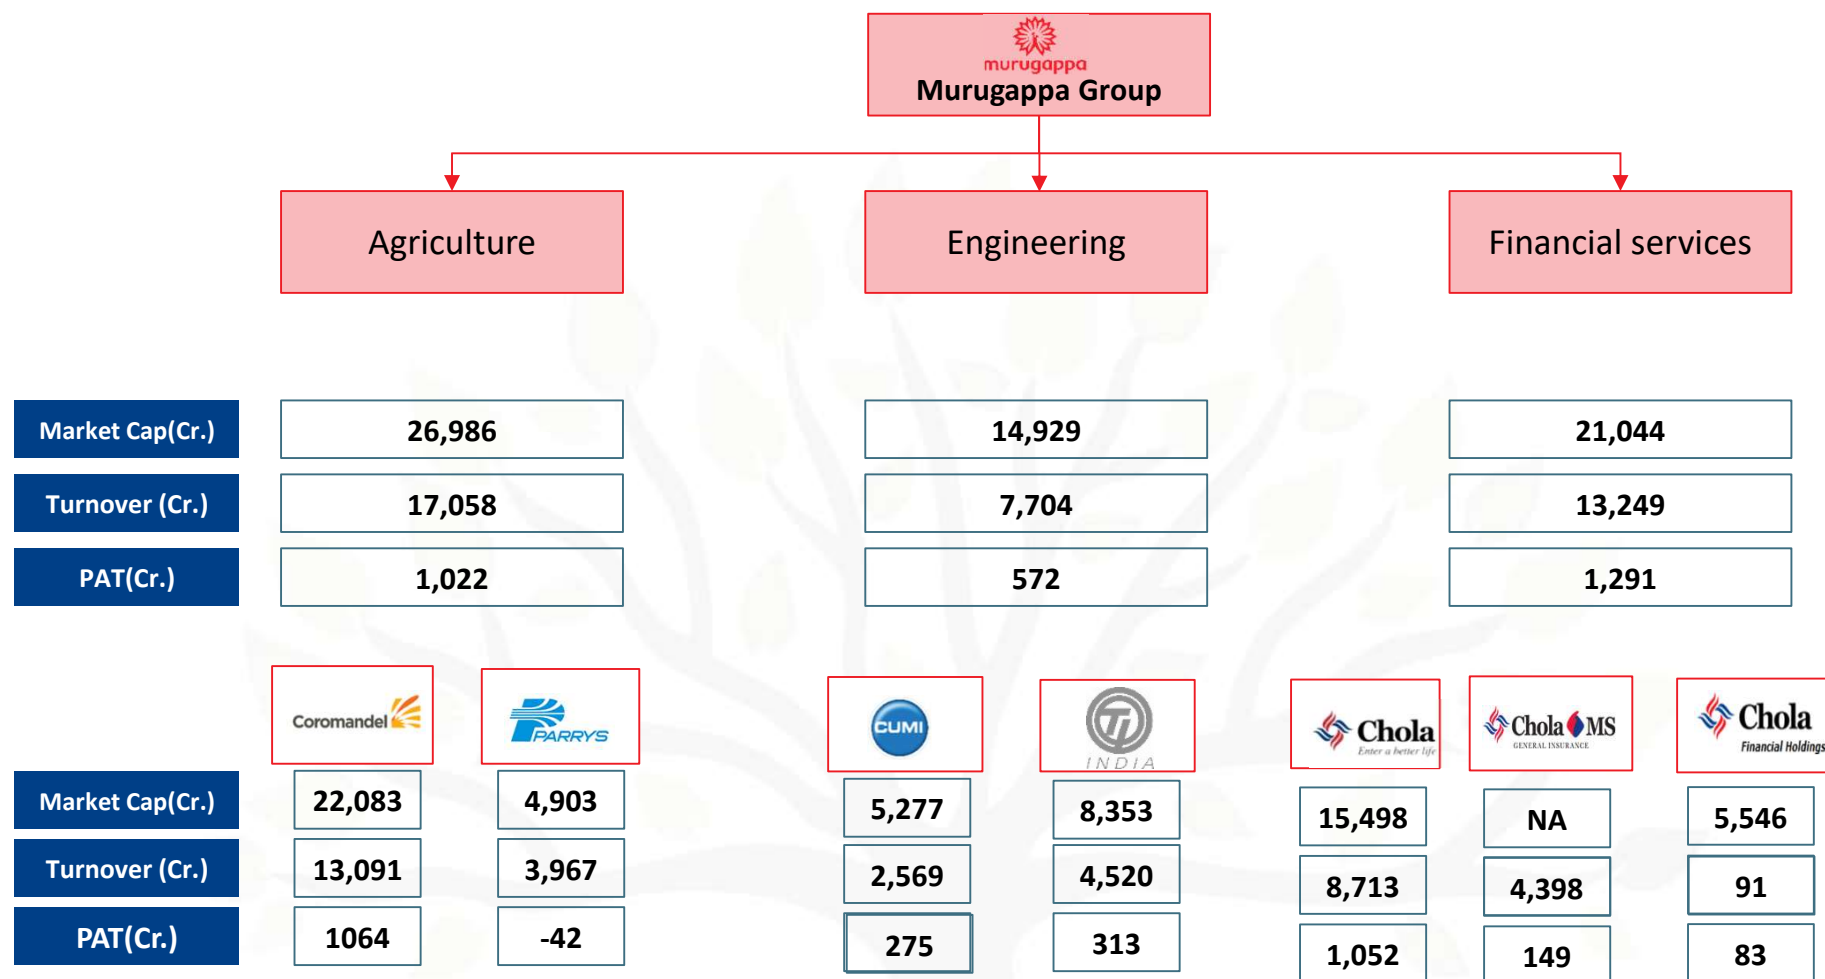 murugappa
Murugappa Group
Agriculture
Engineering
Financial services
Market Cap(Cr.)
26,986
14,929
21,044
Turnover (Cr.)
17,058
7,704
13,249
PAT(Cr.)
1,022
572
1,291
Coromandel
PARRYS
CUMI
TI
INDIA
Chola
Enter a better life
Chola MS
GENERAL INSURANCE
Chola
Financial Holdings
Market Cap(Cr.)
22,083
4,903
5,277
8,353
15,498
NA
5,546
Turnover (Cr.)
13,091
3,967
2,569
4,520
8,713
4,398
91
PAT(Cr.)
1064
-42
275
313
1,052
149
83